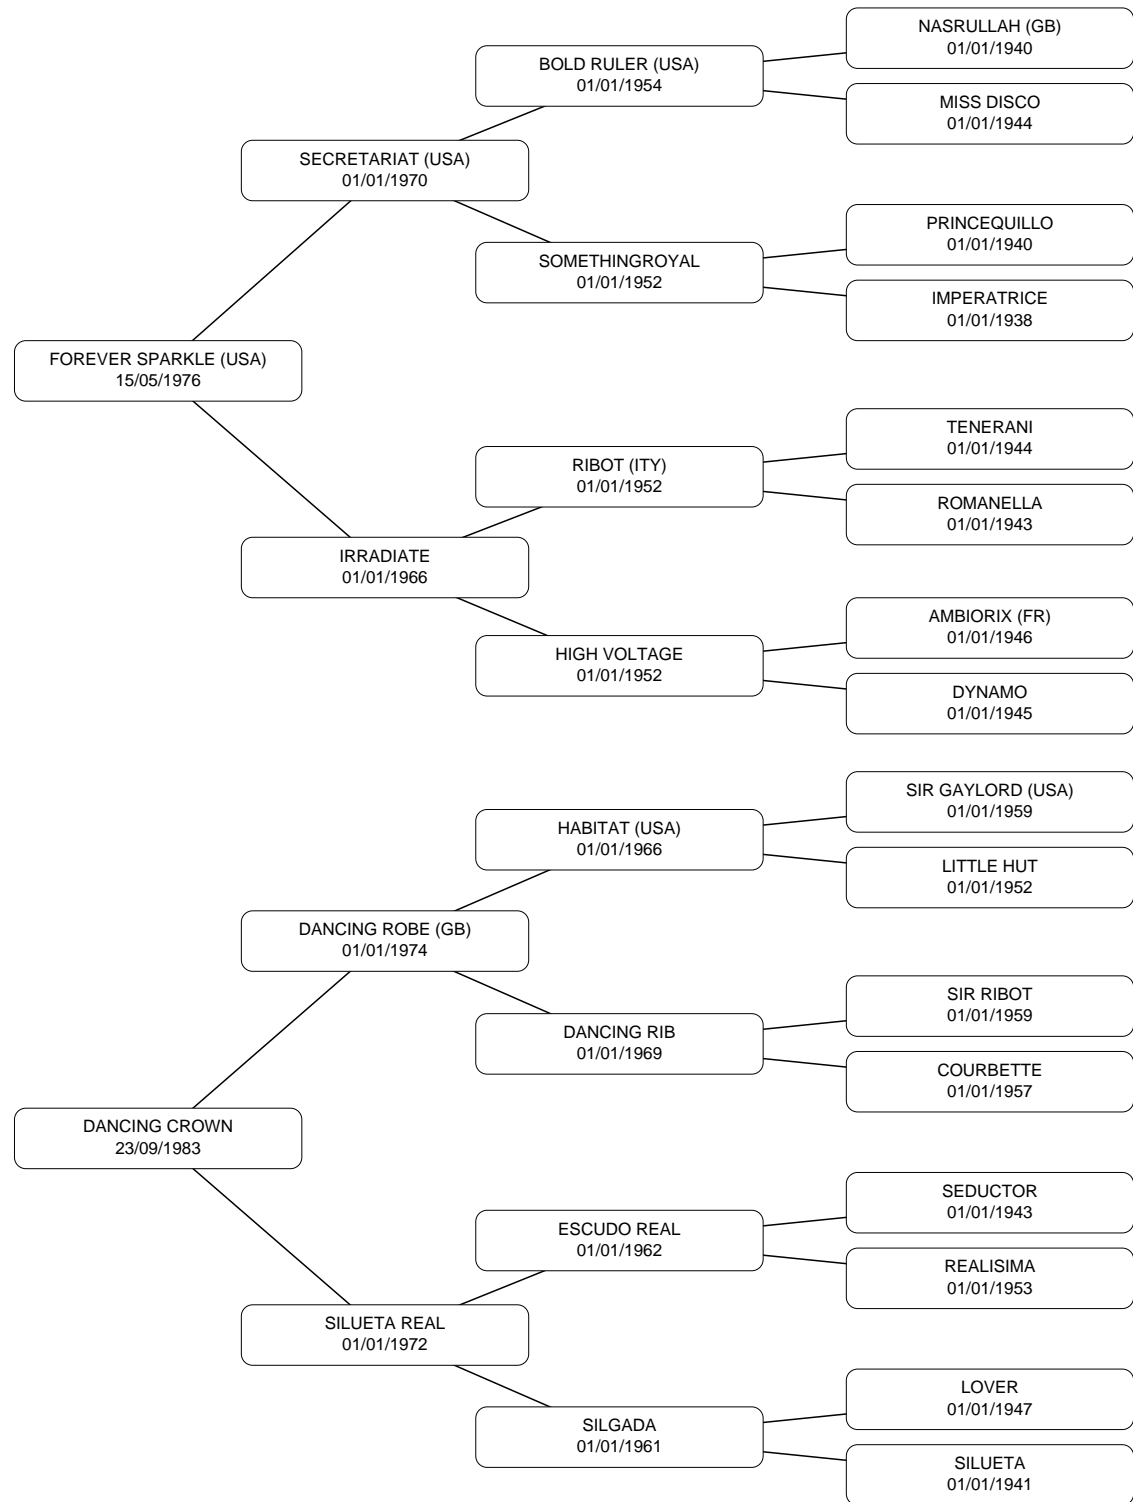 NASRULLAH (GB)
01/01/1940
BOLD RULER (USA)
01/01/1954
MISS DISCO
01/01/1944
SECRETARIAT (USA)
01/01/1970
PRINCEQUILLO
01/01/1940
SOMETHINGROYAL
01/01/1952
IMPERATRICE
01/01/1938
FOREVER SPARKLE (USA)
15/05/1976
TENERANI
01/01/1944
RIBOT (ITY)
01/01/1952
ROMANELLA
01/01/1943
IRRADIATE
01/01/1966
AMBIORIX (FR)
01/01/1946
HIGH VOLTAGE
01/01/1952
DYNAMO
01/01/1945
SIR GAYLORD (USA)
01/01/1959
HABITAT (USA)
01/01/1966
LITTLE HUT
01/01/1952
DANCING ROBE (GB)
01/01/1974
SIR RIBOT
01/01/1959
DANCING RIB
01/01/1969
COURBETTE
01/01/1957
DANCING CROWN
23/09/1983
SEDUCTOR
01/01/1943
ESCUDO REAL
01/01/1962
REALISIMA
01/01/1953
SILUETA REAL
01/01/1972
LOVER
01/01/1947
SILGADA
01/01/1961
SILUETA
01/01/1941